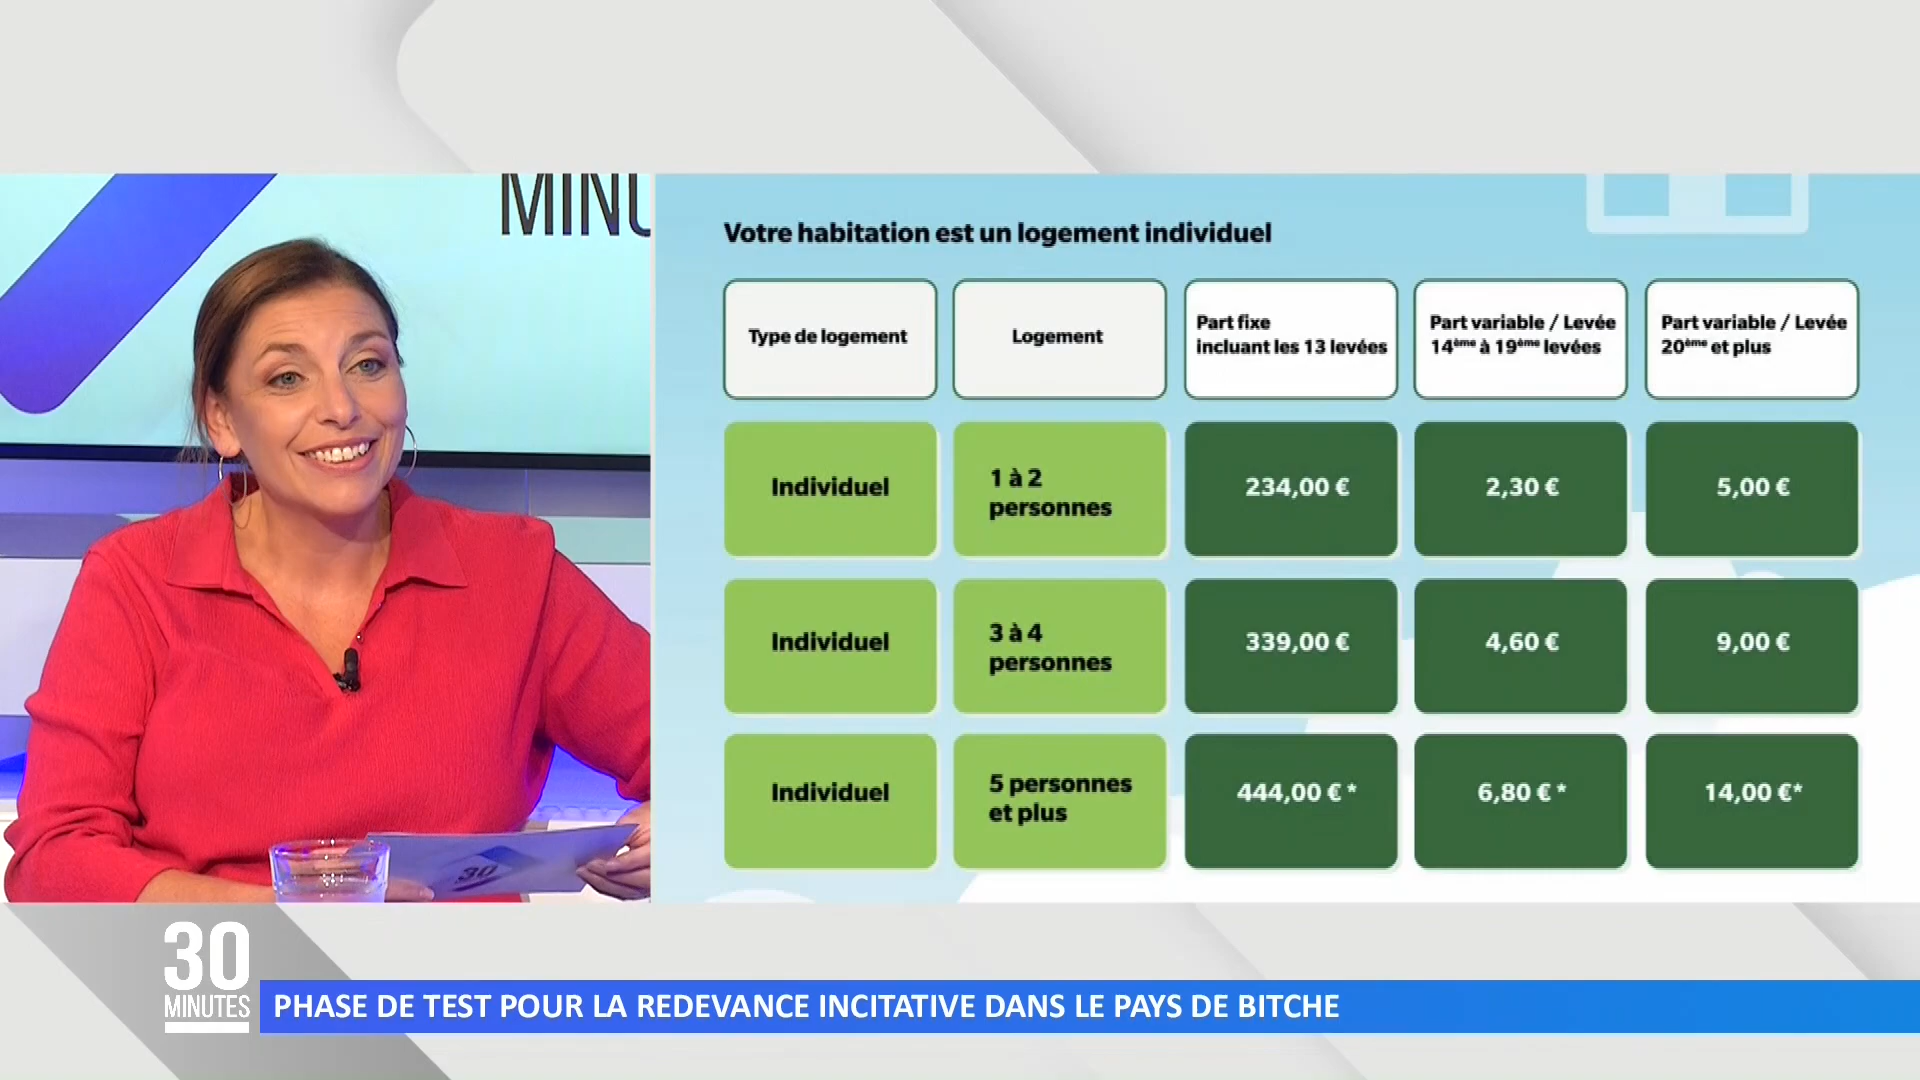 MINU
Votre habitation est un logement individuel
Type de logement
Logement
Part fixe
incluant les 13 levées
Part variable / Levée
14ème à 19ème levées
Part variable / Levée
20ème et plus
Individuel
1 à 2
personnes
234,00 €
2,30 €
5,00 €
Individuel
3 à 4
personnes
339,00 €
4,60 €
9,00 €
Individuel
5 personnes
et plus
444,00 € *
6,80 € *
14,00 €*
30
30
MINUTES
PHASE DE TEST POUR LA REDEVANCE INCITATIVE DANS LE PAYS DE BITCHE